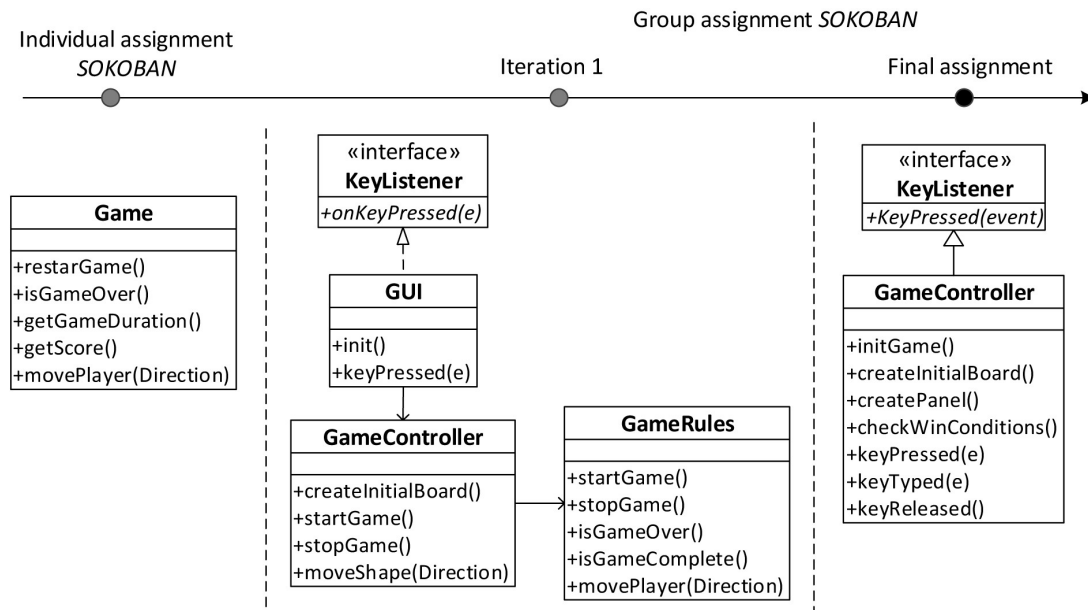 Group assignment SOKOBAN
Individual assignment
SOKOBAN
Iteration 1
Final assignment
Game
+restarGame()
+isGameOver()
+getGameDuration()
+getScore()
+movePlayer(Direction)
«interface»
KeyListener
+onKeyPressed(e)
GUI
+init()
+keyPressed(e)
GameController
+createInitialBoard()
+startGame()
+stopGame()
+moveShape(Direction)
GameRules
+startGame()
+stopGame()
+isGameOver()
+isGameComplete()
+movePlayer(Direction)
«interface»
KeyListener
+KeyPressed(event)
GameController
+initGame()
+createInitialBoard()
+createPanel()
+checkWinConditions()
+keyPressed(e)
+keyTyped(e)
+keyReleased()